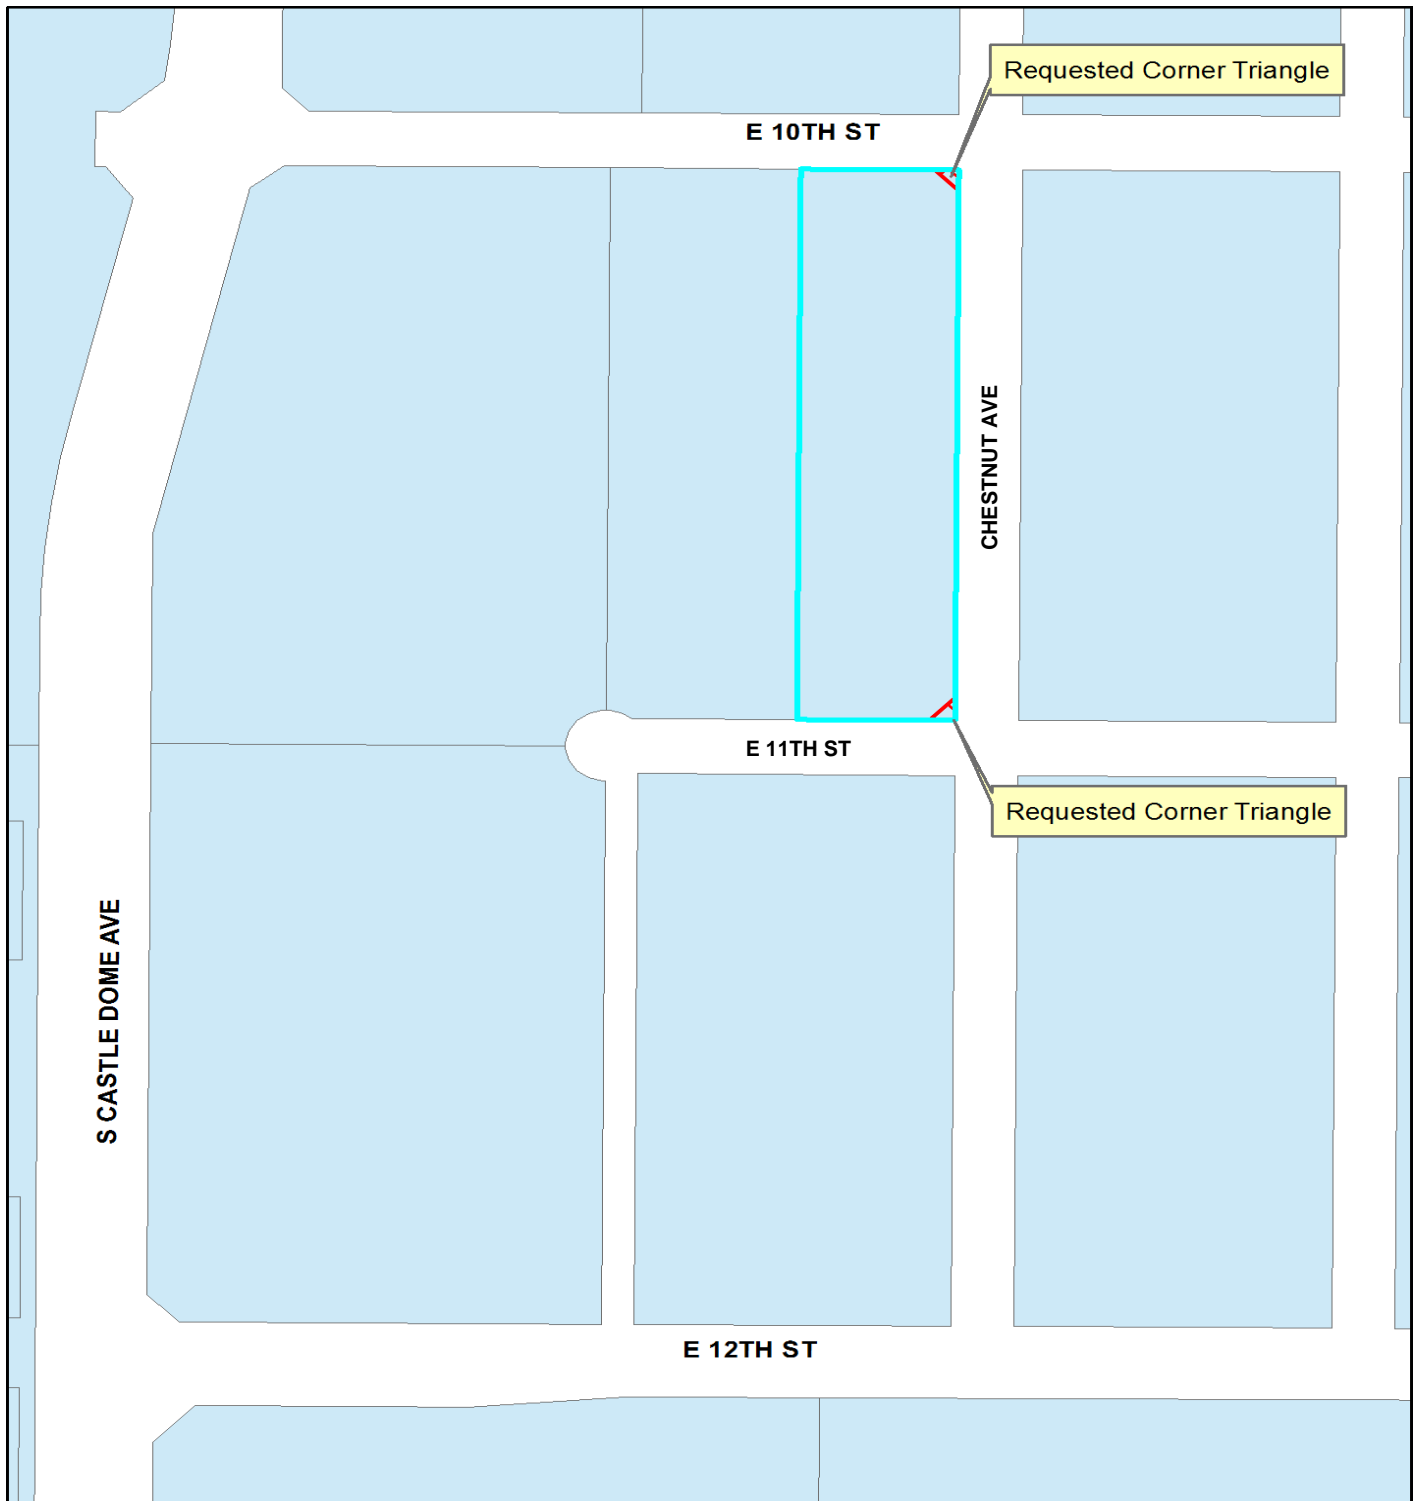 Requested Corner Triangle
E 10TH ST
CHESTNUT AVE
E 11TH ST
Requested Corner Triangle
S CASTLE DOME AVE
E 12TH ST